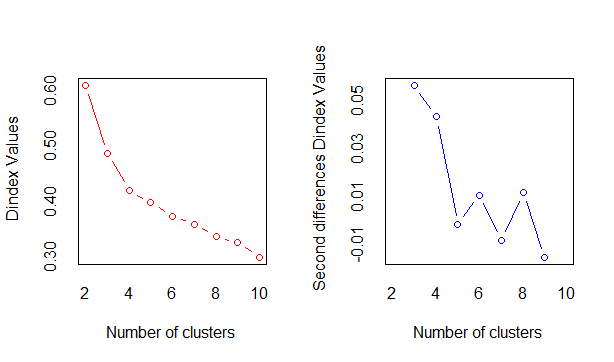 Dindex Values
0.30 0.40 0.50 0.60
2 4 6 8 10
Number of clusters
Second differences Dindex Values
-0.01 0.01 0.03 0.05
2 4 6 8 10
Number of clusters